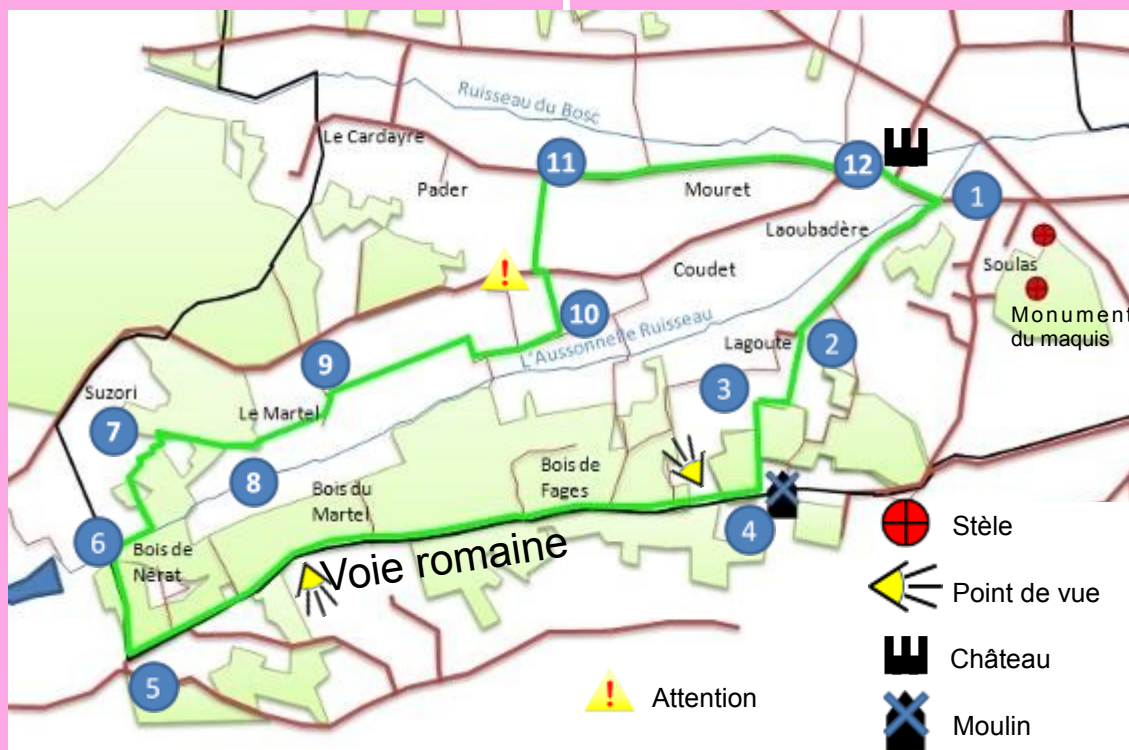 Ruisseau du Bosc
Le Cardayre
11
12
Pader
Mouret
1
Laoubadère
Soulas
Coudet
!
10
Monument
du maquis
L'Aussonnelle Ruisseau
Lagoute
2
9
3
Suzori
Le Martel
7
8
Bois de
Fages
Bois du
Martel
4
6
Bois de
Nérat
Voie romaine
5
Stèle
Point de vue
Château
! Attention
Moulin